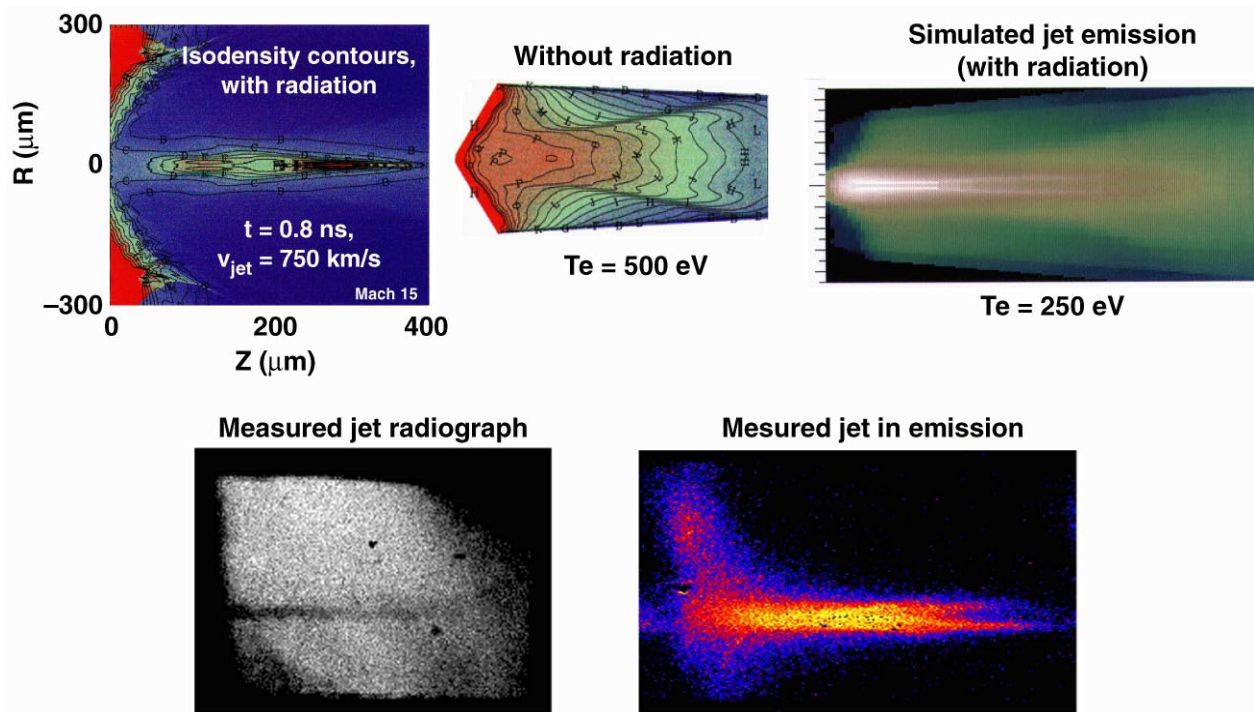 300
Isodensity contours,
with radiation
R (μm)
0
t = 0.8 ns,
v_jet = 750 km/s
Mach 15
–300
0
200
400
Z (μm)
Without radiation
Te = 500 eV
Simulated jet emission
(with radiation)
Te = 250 eV
Measured jet radiograph
Mesured jet in emission